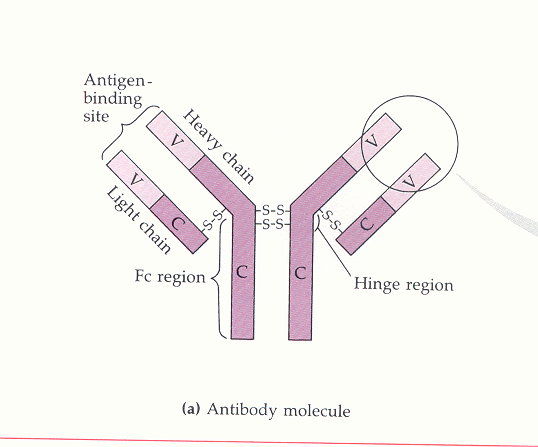 Antigen-
binding
site
Heavy chain
V
V
V
V
Light chain
C
C
-S-S-
-S-S-
-S-S-
-S-S-
Fc region
C
C
Hinge region
(a) Antibody molecule